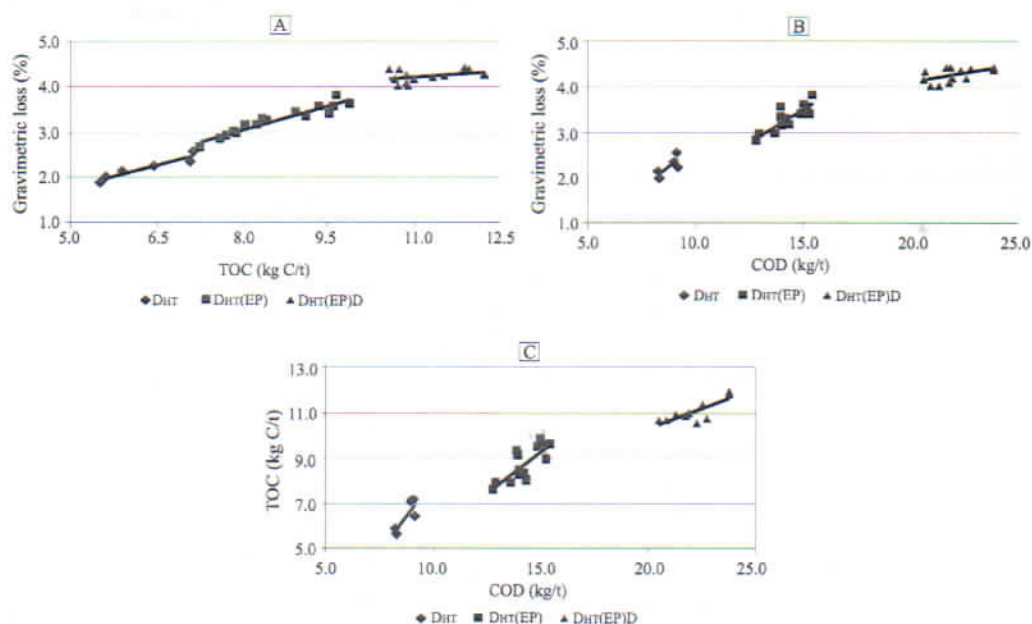 A
Gravimetric loss (%)
5.0
4.0
3.0
2.0
1.0
5.0 6.5 8.0 9.5 11.0 12.5
TOC (kg C/t)
DHT DHT(EP) DHT(EP)D
B
Gravimetric loss (%)
5.0
4.0
3.0
2.0
1.0
5.0 10.0 15.0 20.0 25.0
COD (kg/t)
DHT DHT(EP) DHT(EP)D
C
TOC (kg C/t)
13.0
11.0
9.0
7.0
5.0
5.0 10.0 15.0 20.0 25.0
COD (kg/t)
DHT DHT(EP) DHT(EP)D